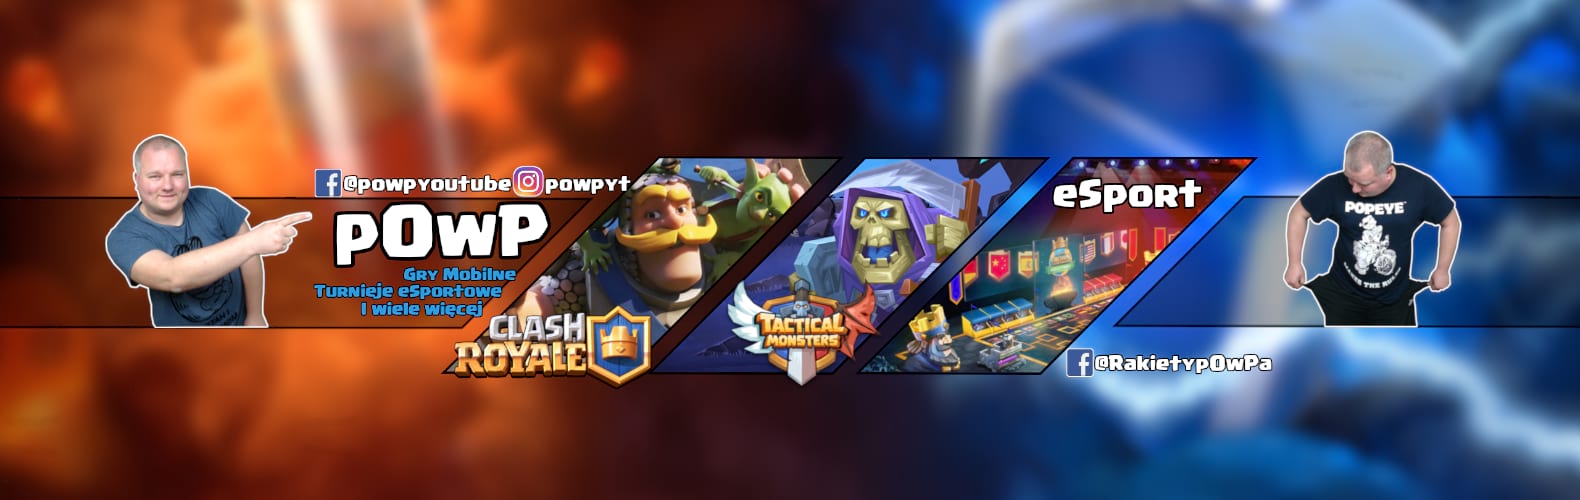 @powpyoutube
powpyt
pOwP
Gry Mobilne
Turnieje eSportowe
I wiele więcej
CLASH
ROYALE
TACTICAL
MONSTERS
eSport
POPEYE
@RakietypOwPa